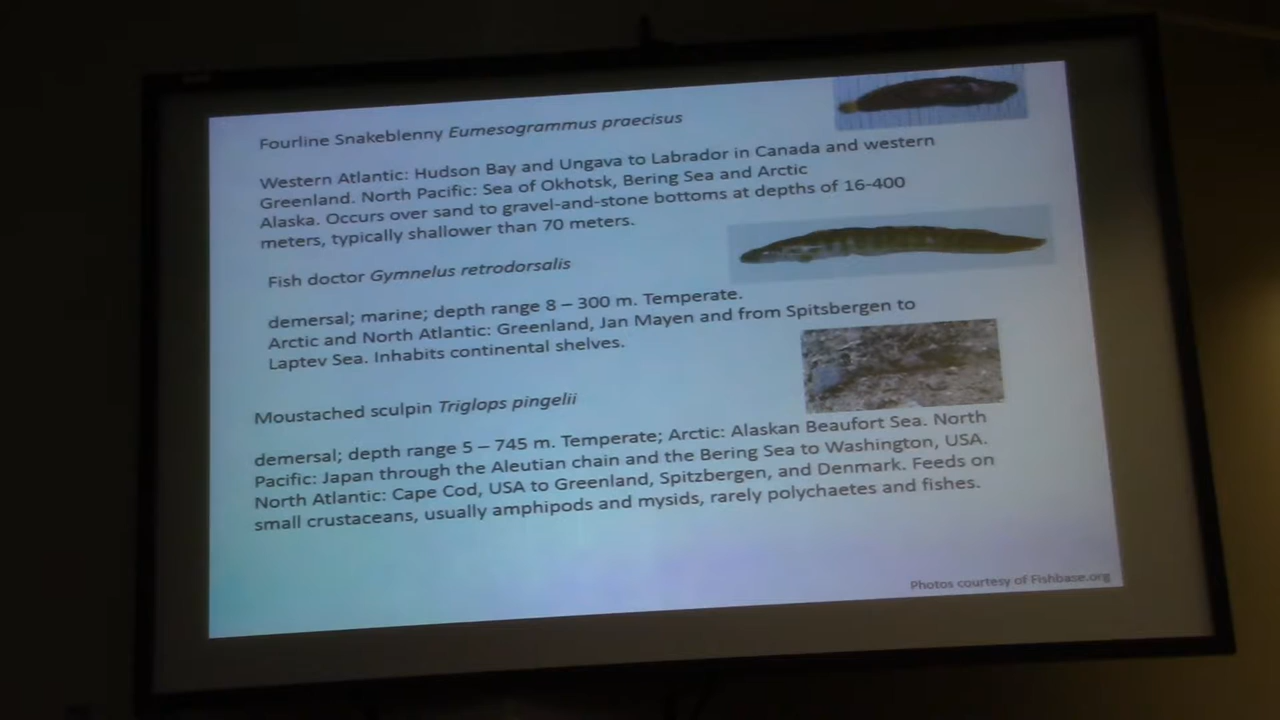 Fourline Snakeblenny Eumesogrammus praecisus
Western Atlantic: Hudson Bay and Ungava to Labrador in Canada and western
Greenland. North Pacific: Sea of Okhotsk, Bering Sea and Arctic
Alaska. Occurs over sand to gravel-and-stone bottoms at depths of 16-400
meters, typically shallower than 70 meters.
Fish doctor Gymnelus retrodorsalis
demersal; marine; depth range 8 – 300 m. Temperate.
Arctic and North Atlantic: Greenland, Jan Mayen and from Spitsbergen to
Laptev Sea. Inhabits continental shelves.
Moustached sculpin Triglops pingelii
demersal; depth range 5 – 745 m. Temperate; Arctic: Alaskan Beaufort Sea. North
Pacific: Japan through the Aleutian chain and the Bering Sea to Washington, USA.
North Atlantic: Cape Cod, USA to Greenland, Spitzbergen, and Denmark. Feeds on
small crustaceans, usually amphipods and mysids, rarely polychaetes and fishes.
Photos courtesy of Fishbase.org